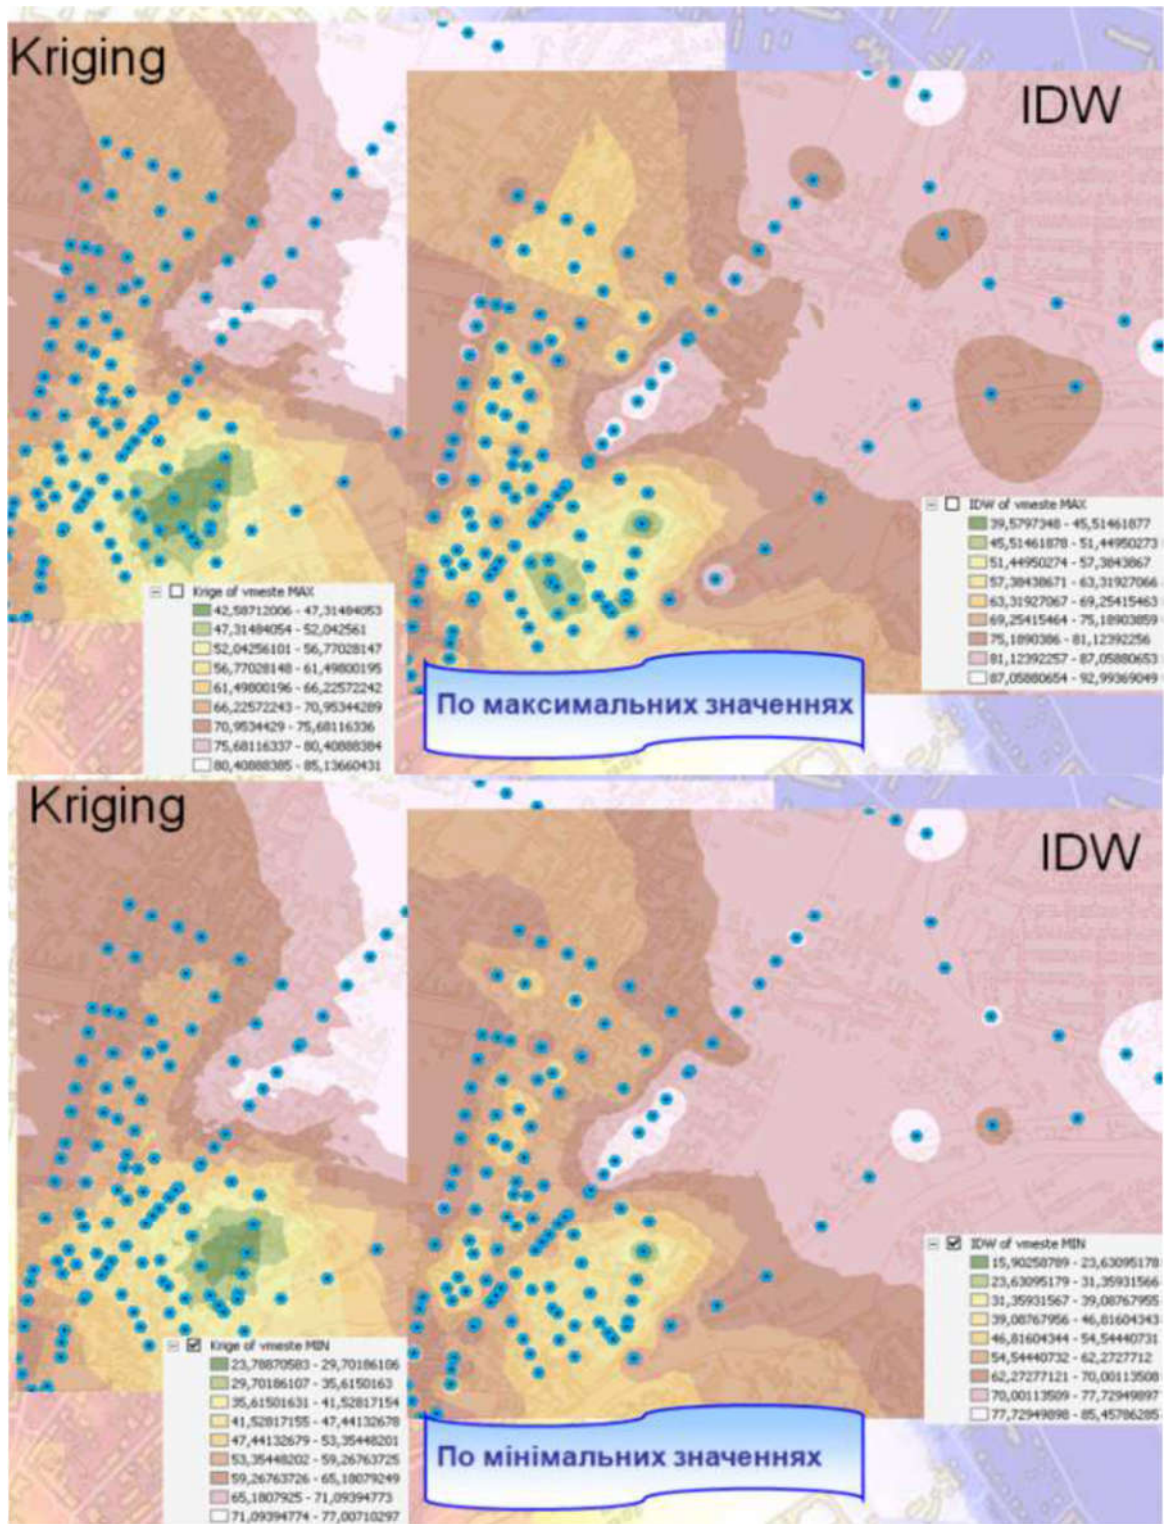 Kriging
IDW
Krige of vmeste MAX
42,58712006 - 47,31484053
47,31484054 - 52,042561
52,04256101 - 56,77028147
56,77028148 - 61,49800195
61,49800196 - 66,22572242
66,22572243 - 70,95344289
70,9534429 - 75,68116336
75,68116337 - 80,40888384
80,40888385 - 85,13660431
IDW of vmeste MAX
39,5797348 - 45,51461877
45,51461878 - 51,44950273
51,44950274 - 57,3843867
57,38438671 - 63,31927066
63,31927067 - 69,25415463
69,25415464 - 75,18903859
75,1890386 - 81,12392256
81,12392257 - 87,05880653
87,05880654 - 92,99369049
По максимальних значеннях
Kriging
IDW
Krige of vmeste MIN
23,78870583 - 29,70186106
29,70186107 - 35,6150163
35,61501631 - 41,52817154
41,52817155 - 47,44132678
47,44132679 - 53,35448201
53,35448202 - 59,26763725
59,26763726 - 65,18079249
65,1807925 - 71,09394773
71,09394774 - 77,00710297
IDW of vmeste MIN
15,90258789 - 23,63095178
23,63095179 - 31,35931566
31,35931567 - 39,08767955
39,08767956 - 46,81604343
46,81604344 - 54,54440731
54,54440732 - 62,2727712
62,27277121 - 70,00113508
70,00113509 - 77,72949897
77,72949898 - 85,45786285
По мінімальних значеннях